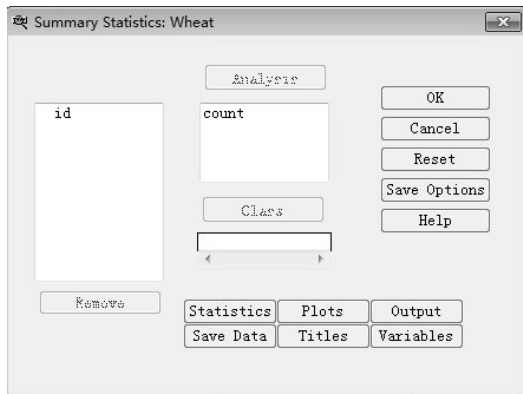 Summary Statistics: Wheat
Analysis
id
count
Class
Remove
OK
Cancel
Reset
Save Options
Help
Statistics
Plots
Output
Save Data
Titles
Variables